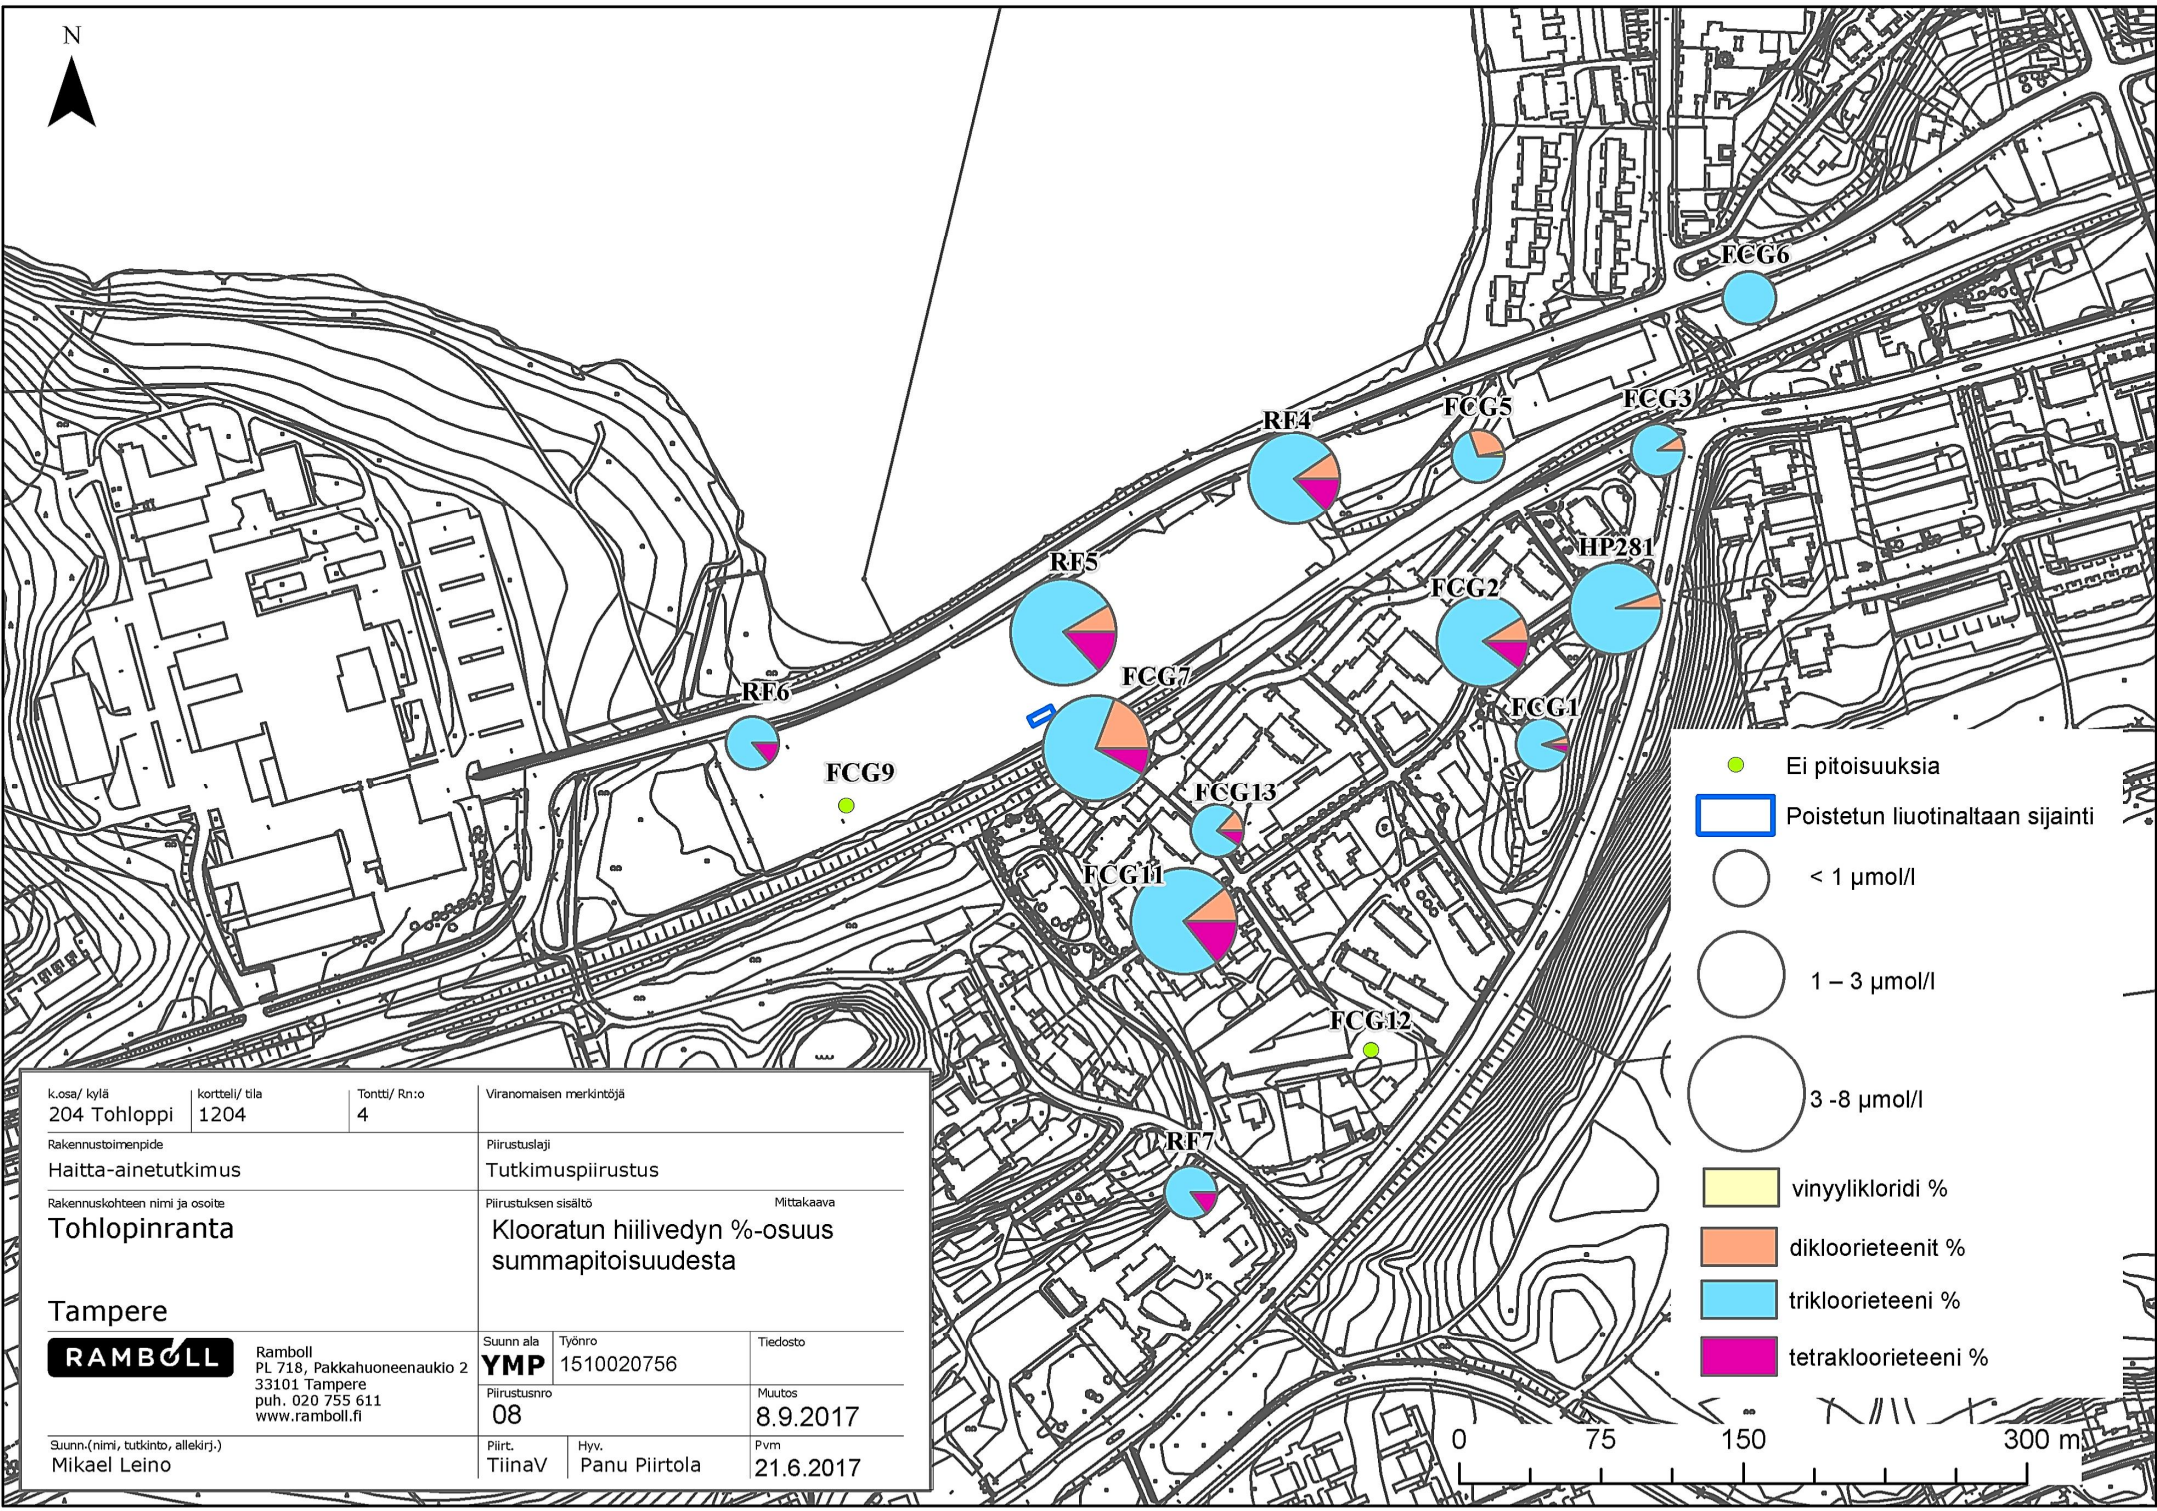 N
FCG6
FCG3
FCG5
RF4
HP281
RF5
FCG2
FCG7
RF6
FCG1
FCG9
FCG13
FCG11
FCG12
RF7
Ei pitoisuuksia
Poistetun liuotinaltaan sijainti
< 1 µmol/l
1 – 3 µmol/l
3 -8 µmol/l
vinyylikloridi %
dikloorieteenit %
trikloorieteeni %
tetrakloorieteeni %
0 75 150 300 m
k.osa/ kylä kortteli/ tila Tontti/ Rn:o Viranomaisen merkintöjä
204 Tohloppi 1204 4
Rakennustoimenpide Piirustuslaji
Haitta-ainetutkimus Tutkimuspiirustus
Rakennuskohteen nimi ja osoite Piirustuksen sisältö Mittakaava
Tohlopinranta Klooratun hiilivedyn %-osuus
summapitoisuudesta
Tampere
RAMBOLL
Ramboll
PL 718, Pakkahuoneenaukio 2
33101 Tampere
puh. 020 755 611
www.ramboll.fi
Suunn ala Työnro Tiedosto
YMP 1510020756
Piirustusnro Muutos
08 8.9.2017
Suunn.(nimi, tutkinto, allekirj.) Piirt. Hyv. Pvm
Mikael Leino TiinaV Panu Piirtola 21.6.2017